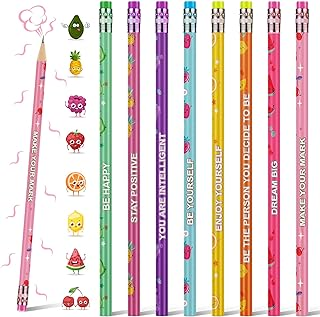 MAKE YOUR MARK
BE HAPPY
STAY POSITIVE
YOU ARE INTELLIGENT
BE YOURSELF
ENJOY YOURSELF
BE THE PERSON YOU DECIDE TO BE
DREAM BIG
MAKE YOUR MARK